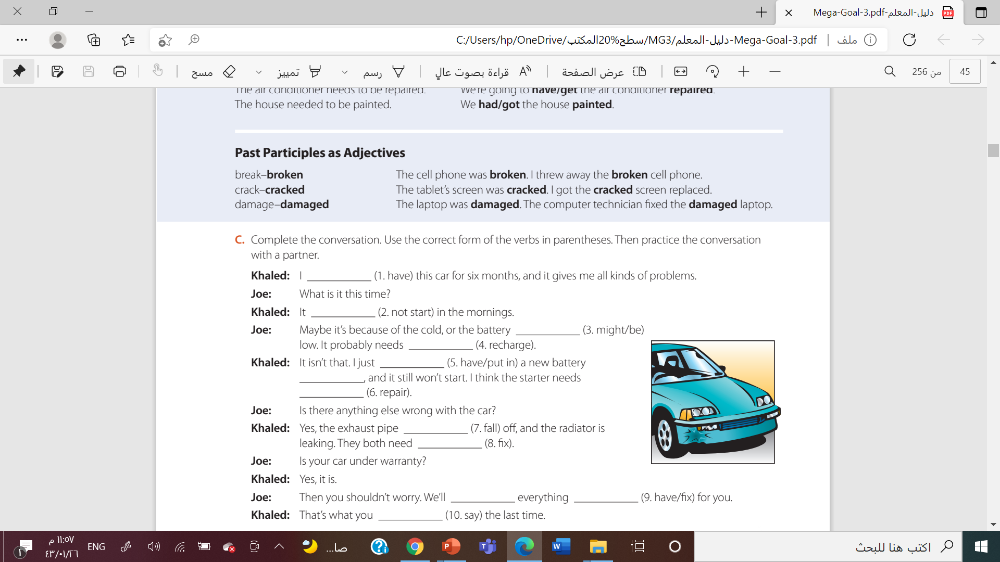 دليل-المعلم-Mega-Goal-3.pdf
PDF
ملف
C:/Users/hp/OneDrive/سطح%20المكتب/MG3/دليل-المعلم-Mega-Goal-3.pdf
45
من 256
عرض الصفحة
قراءة بصوت عالٍ
رسم
تمييز
مسح
The air conditioner needs to be repaired. We're going to have/get the air conditioner repaired.
The house needed to be painted. We had/got the house painted.
Past Participles as Adjectives
break–broken The cell phone was broken. I threw away the broken cell phone.
crack–cracked The tablet's screen was cracked. I got the cracked screen replaced.
damage–damaged The laptop was damaged. The computer technician fixed the damaged laptop.
C. Complete the conversation. Use the correct form of the verbs in parentheses. Then practice the conversation
with a partner.
Khaled: I ___________ (1. have) this car for six months, and it gives me all kinds of problems.
Joe: What is it this time?
Khaled: It ___________ (2. not start) in the mornings.
Joe: Maybe it's because of the cold, or the battery ___________ (3. might/be)
low. It probably needs ___________ (4. recharge).
Khaled: It isn't that. I just ___________ (5. have/put in) a new battery
___________, and it still won't start. I think the starter needs
___________ (6. repair).
Joe: Is there anything else wrong with the car?
Khaled: Yes, the exhaust pipe ___________ (7. fall) off, and the radiator is
leaking. They both need ___________ (8. fix).
Joe: Is your car under warranty?
Khaled: Yes, it is.
Joe: Then you shouldn't worry. We'll ___________ everything ___________ (9. have/fix) for you.
Khaled: That's what you ___________ (10. say) the last time.
اكتب هنا للبحث
صا...
ENG
١١:٥٧ م
٤٣/٠١/٢٦
١